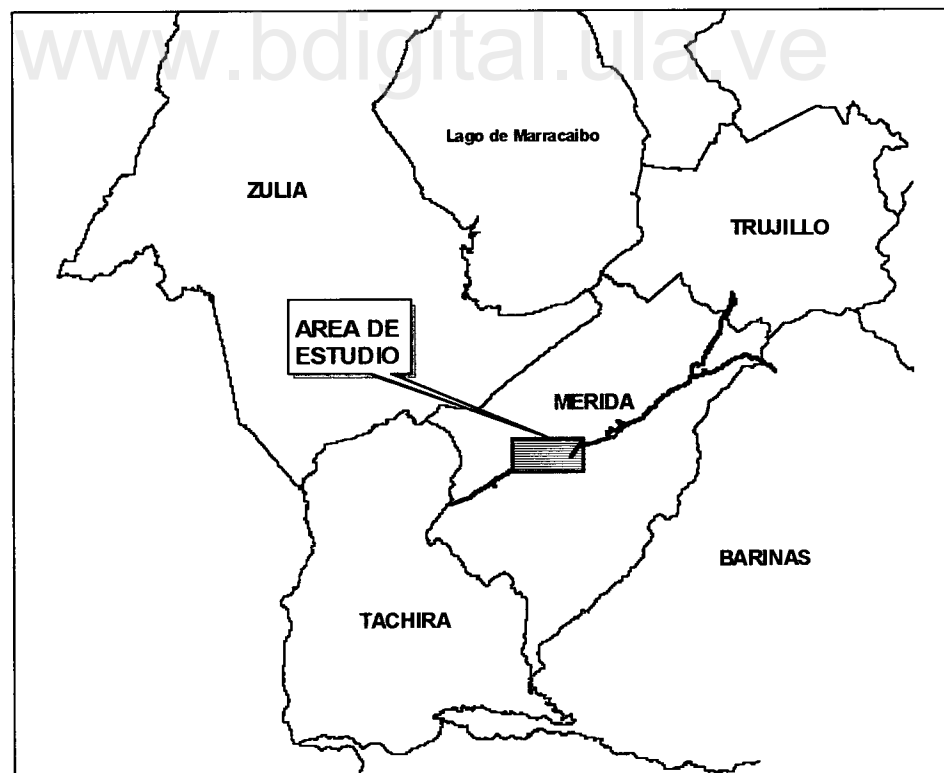 www.bdigital.ula.ve
Lago de Marracaibo
ZULIA
TRUJILLO
AREA DE
ESTUDIO
MERIDA
BARINAS
TACHIRA